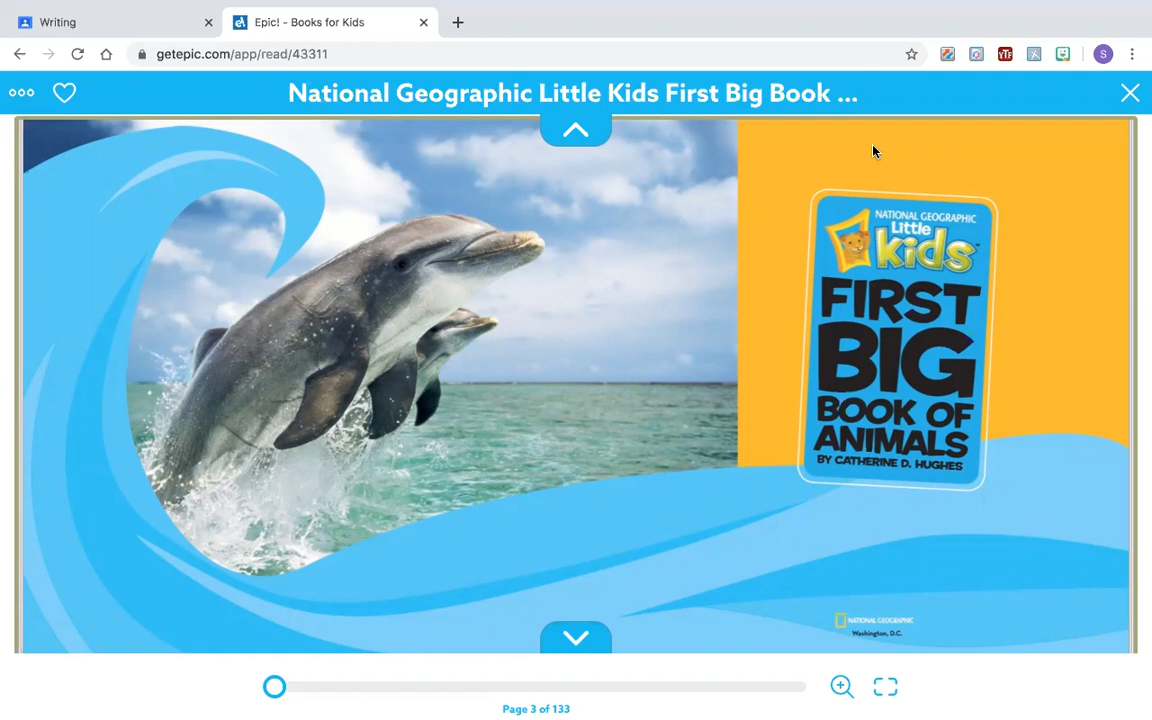 Writing
Epic! - Books for Kids
getepic.com/app/read/43311
S
National Geographic Little Kids First Big Book ...
NATIONAL GEOGRAPHIC
Little
kids™
FIRST
BIG
BOOK OF
ANIMALS
BY CATHERINE D. HUGHES
NATIONAL GEOGRAPHIC
Washington, D.C.
Page 3 of 133